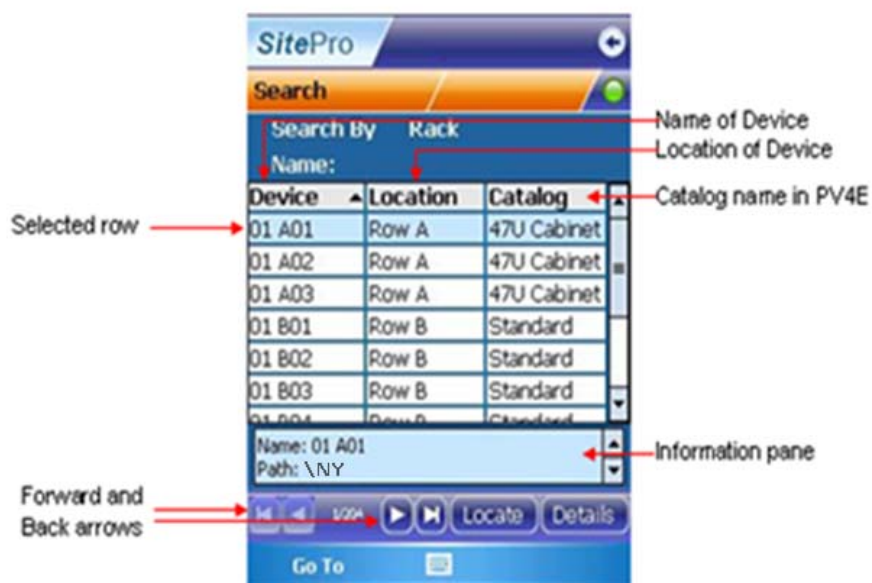 SitePro
Search
Search By Rack
Name:
Name of Device
Location of Device
Device Location Catalog
Catalog name in PV4E
Selected row
01 A01 Row A 47U Cabinet
01 A02 Row A 47U Cabinet
01 A03 Row A 47U Cabinet
01 B01 Row B Standard
01 B02 Row B Standard
01 B03 Row B Standard
Name: 01 A01
Path: \NY
Information pane
Forward and
Back arrows
Locate Details
Go To